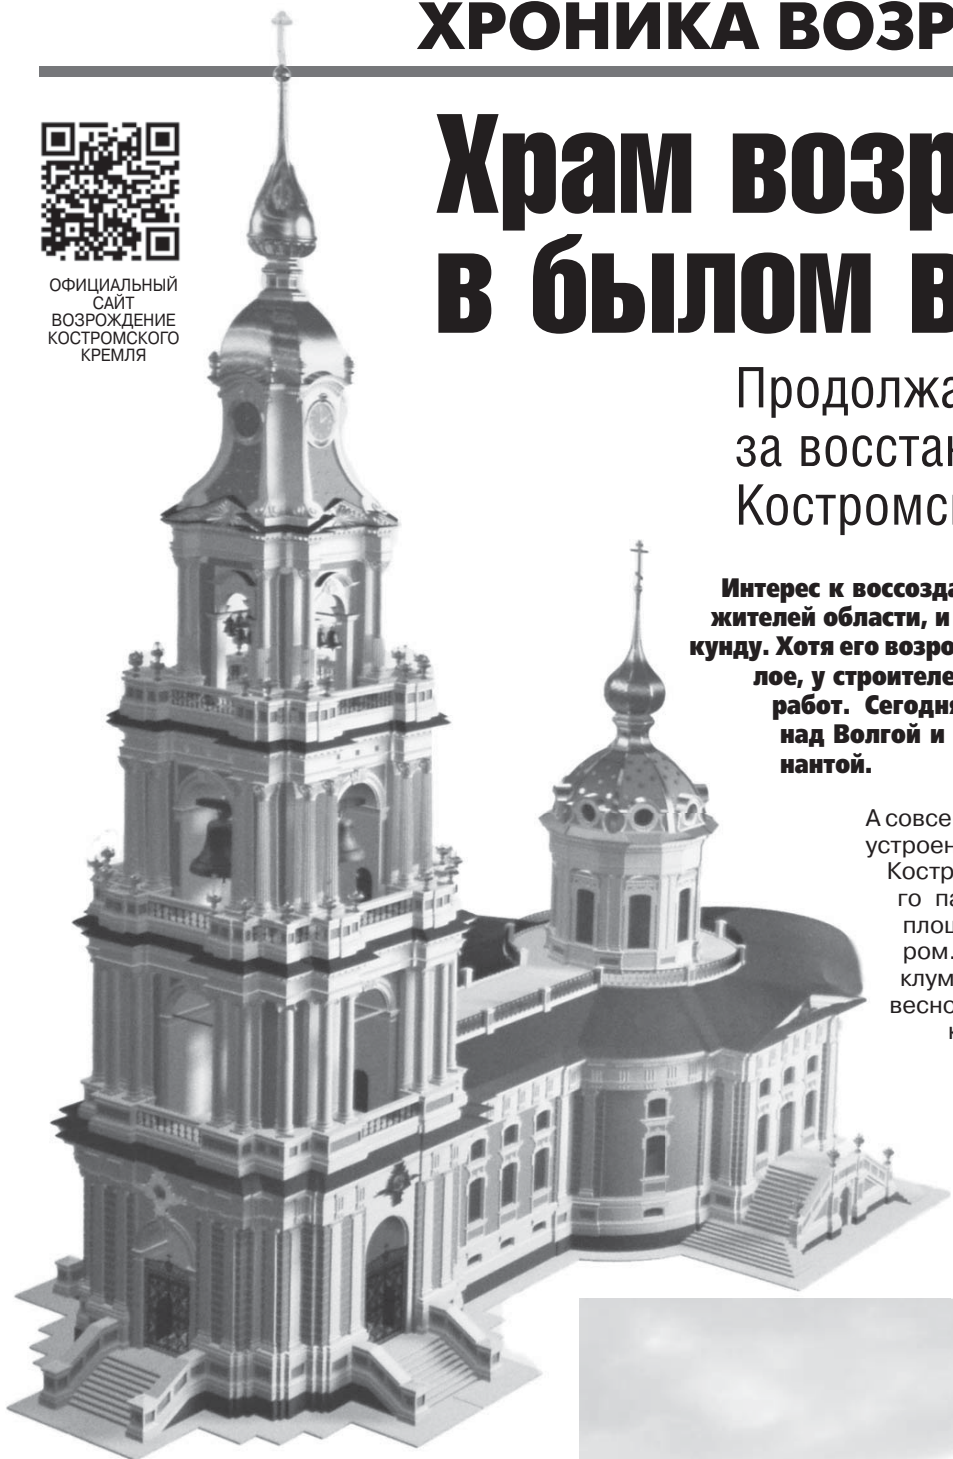 ХРОНИКА ВОЗР
Храм возр
в былом в
ОФИЦИАЛЬНЫЙ
САЙТ
ВОЗРОЖДЕНИЕ
КОСТРОМСКОГО
КРЕМЛЯ
Продолжа
за восстан
Костромск
Интерес к воссозда
жителей области, и
кунду. Хотя его возро
лое, у строителе
работ. Сегодня
над Волгой и
нантой.
А совсе
устроен
Костр
го па
площ
ром.
клум
весно
к